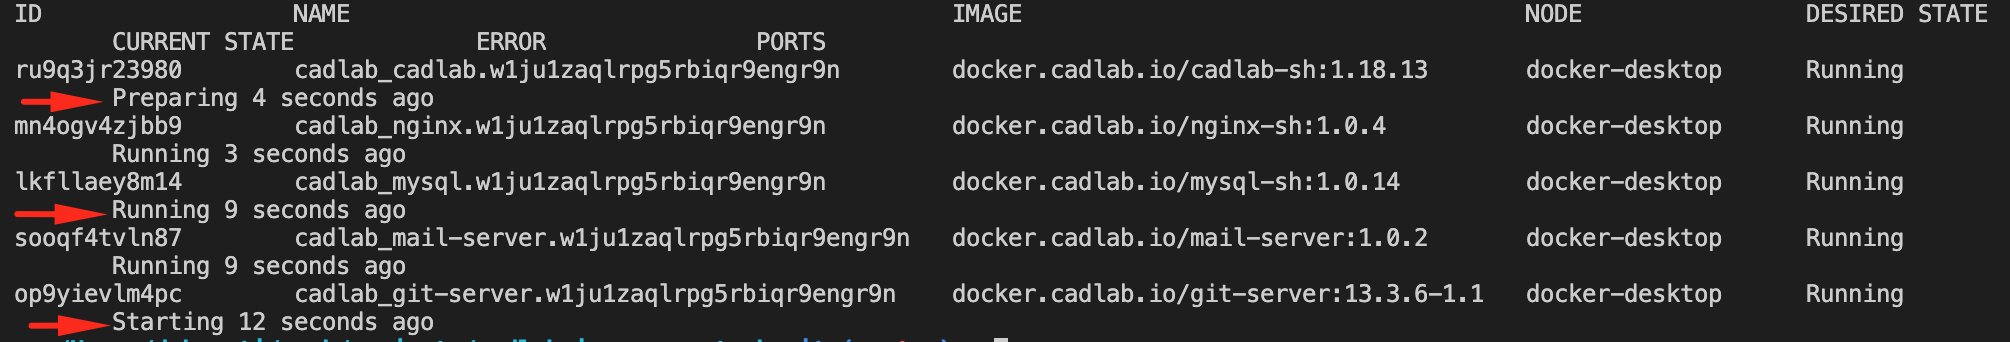 ID NAME IMAGE NODE DESIRED STATE
CURRENT STATE ERROR PORTS
ru9q3jr23980 cadlab_cadlab.w1ju1zaqlrpg5rbiqr9engr9n docker.cadlab.io/cadlab-sh:1.18.13 docker-desktop Running
Preparing 4 seconds ago
mn4ogv4zjbb9 cadlab_nginx.w1ju1zaqlrpg5rbiqr9engr9n docker.cadlab.io/nginx-sh:1.0.4 docker-desktop Running
Running 3 seconds ago
lkfllaey8m14 cadlab_mysql.w1ju1zaqlrpg5rbiqr9engr9n docker.cadlab.io/mysql-sh:1.0.14 docker-desktop Running
Running 9 seconds ago
sooqf4tvln87 cadlab_mail-server.w1ju1zaqlrpg5rbiqr9engr9n docker.cadlab.io/mail-server:1.0.2 docker-desktop Running
Running 9 seconds ago
op9yievlm4pc cadlab_git-server.w1ju1zaqlrpg5rbiqr9engr9n docker.cadlab.io/git-server:13.3.6-1.1 docker-desktop Running
Starting 12 seconds ago